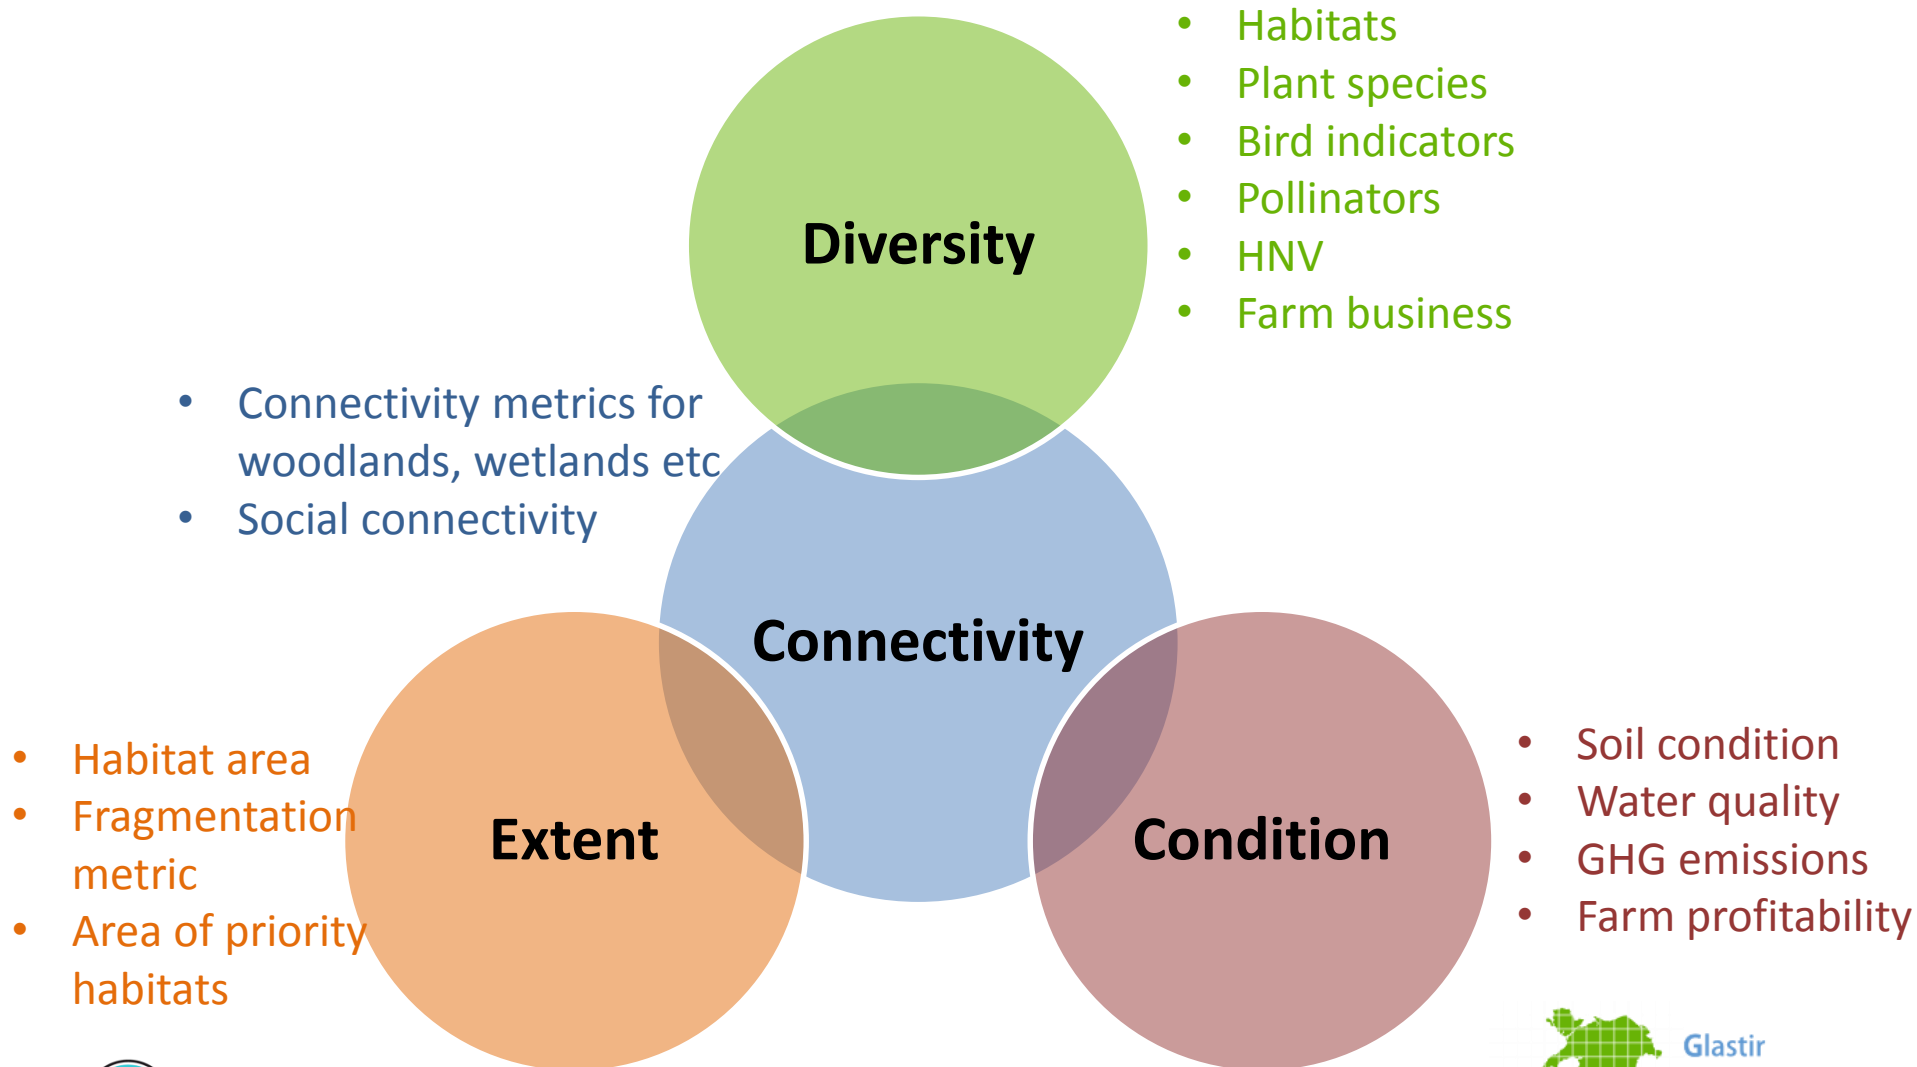 • Habitats
• Plant species
• Bird indicators
• Pollinators
• HNV
• Farm business
Diversity
• Connectivity metrics for
woodlands, wetlands etc
• Social connectivity
Connectivity
• Habitat area
• Fragmentation
metric
• Area of priority
habitats
Extent
Condition
• Soil condition
• Water quality
• GHG emissions
• Farm profitability
Glastir